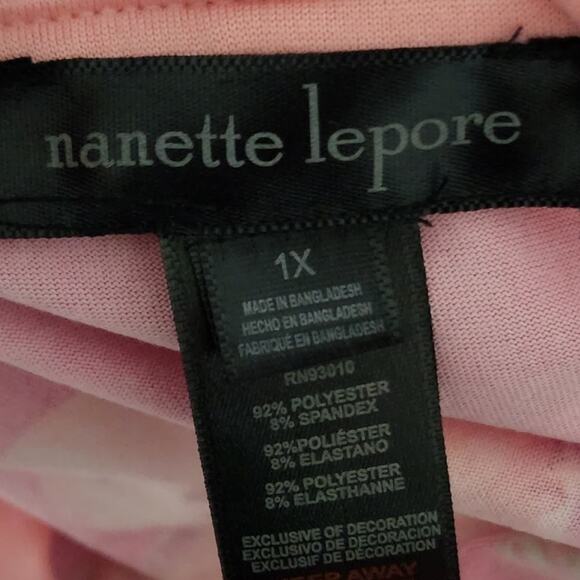 nanette lepore
1X
MADE IN BANGLADESH
HECHO EN BANGLADESH
FABRIQUÉ EN BANGLADESH
RN93010
92% POLYESTER
8% SPANDEX
92%POLIÉSTER
8% ELASTANO
92% POLYESTER
8% ELASTHANNE
EXCLUSIVE OF DECORATION
EXCLUSIVO DE DECORACION
EXCLUSIF DE DÉCORATION
AWAY